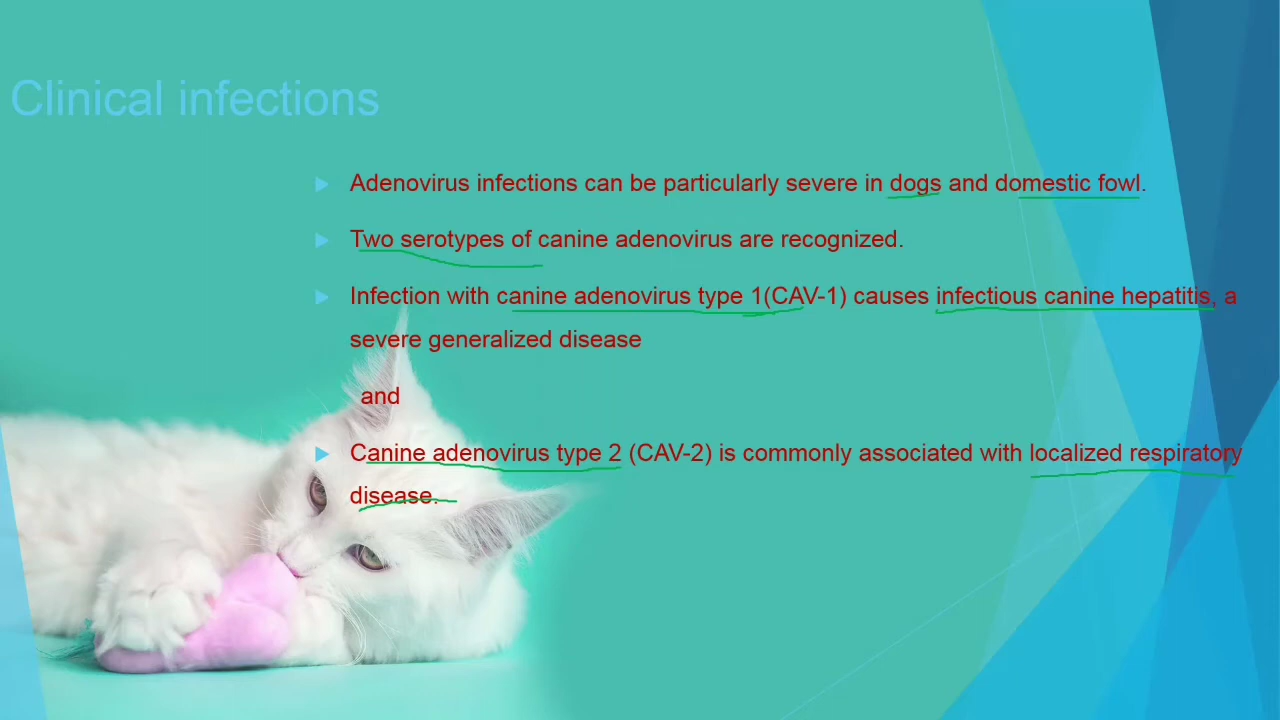 Clinical infections
Adenovirus infections can be particularly severe in dogs and domestic fowl.
Two serotypes of canine adenovirus are recognized.
Infection with canine adenovirus type 1(CAV-1) causes infectious canine hepatitis, a
severe generalized disease
and
Canine adenovirus type 2 (CAV-2) is commonly associated with localized respiratory
disease.